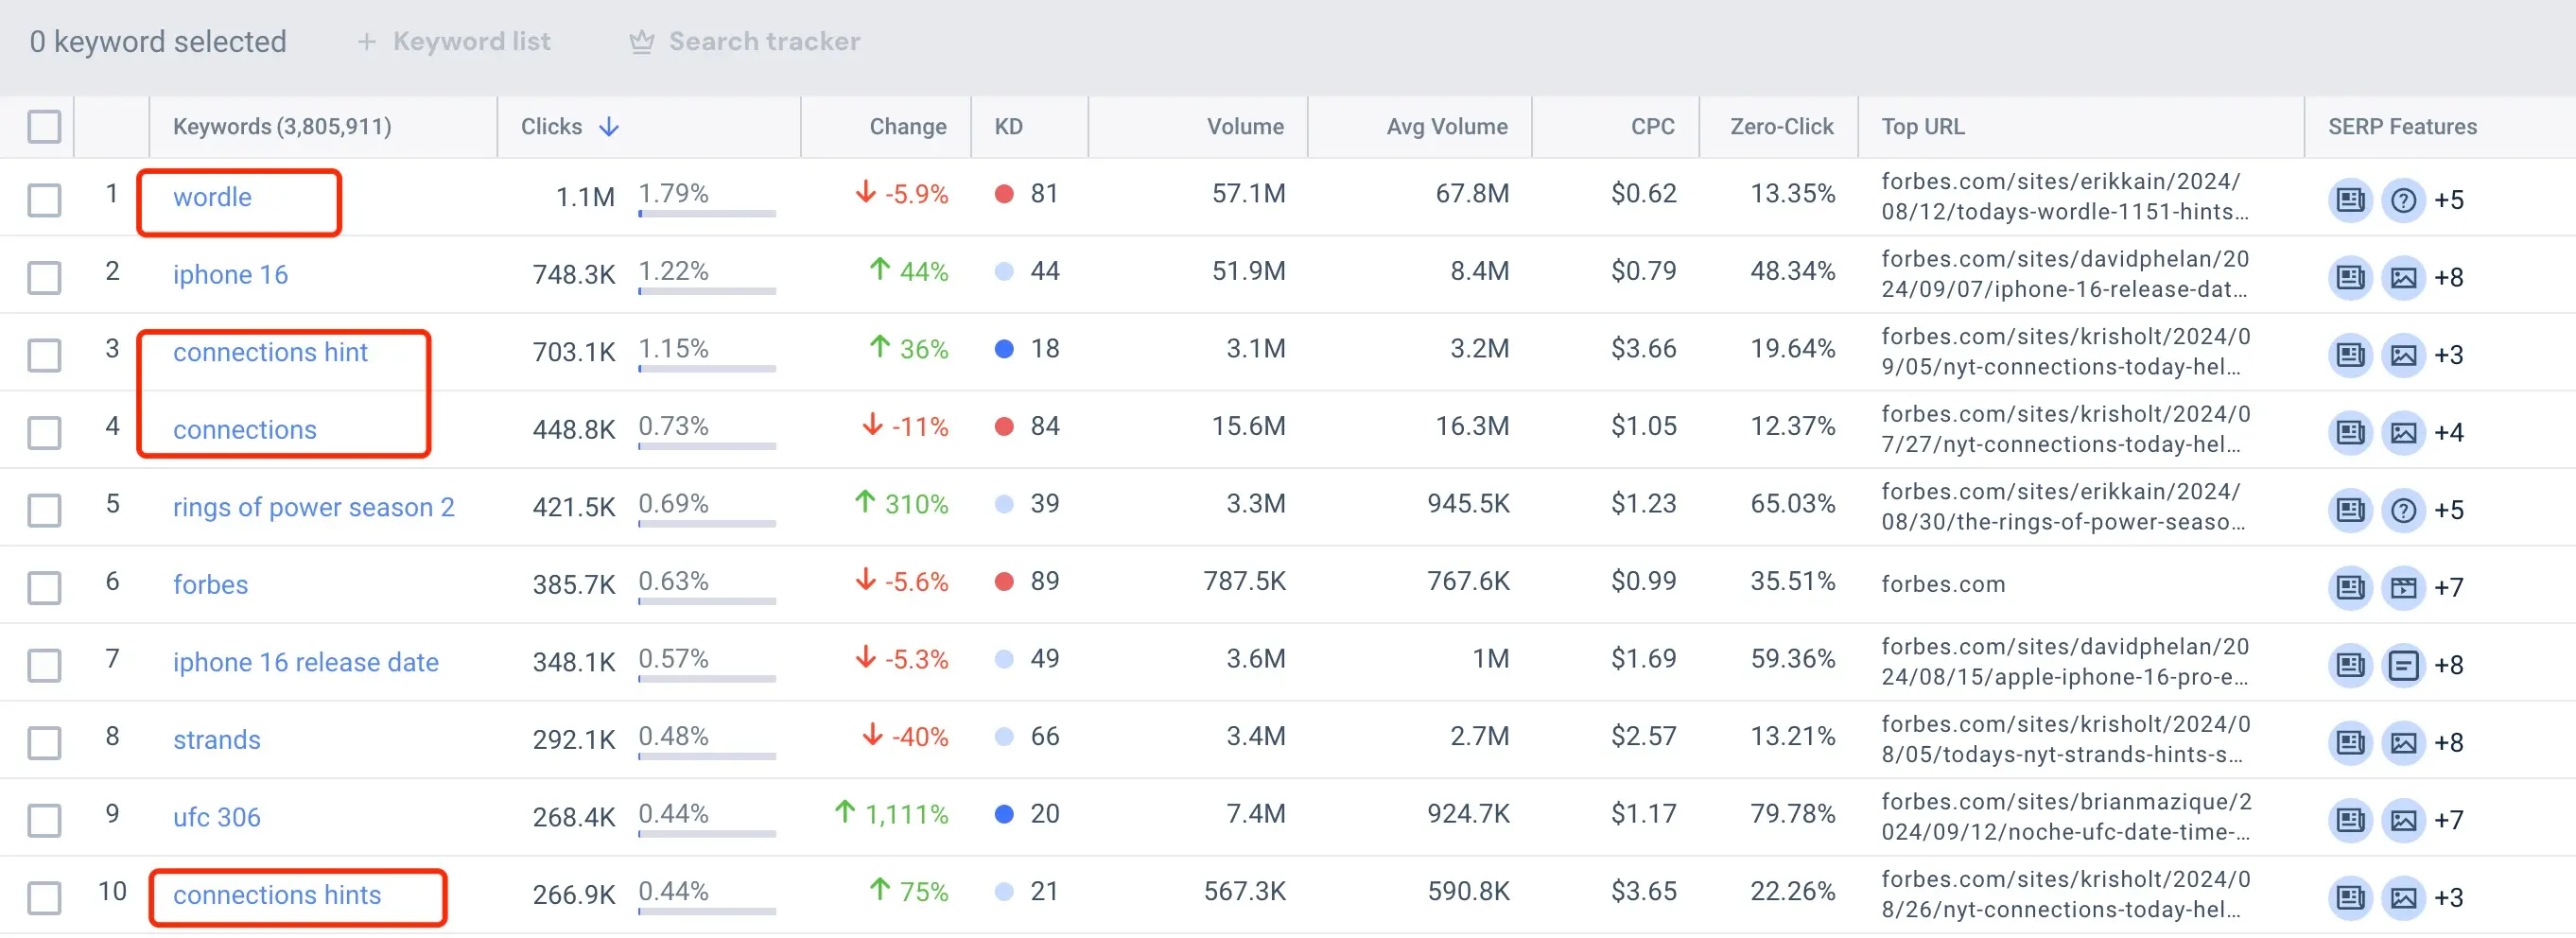 0 keyword selected + Keyword list Search tracker
Keywords (3,805,911) Clicks Change KD Volume Avg Volume CPC Zero-Click Top URL SERP Features
1 wordle 1.1M 1.79% -5.9% 81 57.1M 67.8M $0.62 13.35% forbes.com/sites/erikkain/2024/ +5
08/12/todays-wordle-1151-hints...
2 iphone 16 748.3K 1.22% 44% 44 51.9M 8.4M $0.79 48.34% forbes.com/sites/davidphelan/20 +8
24/09/07/iphone-16-release-dat...
3 connections hint 703.1K 1.15% 36% 18 3.1M 3.2M $3.66 19.64% forbes.com/sites/krisholt/2024/0 +3
9/05/nyt-connections-today-hel...
4 connections 448.8K 0.73% -11% 84 15.6M 16.3M $1.05 12.37% forbes.com/sites/krisholt/2024/0 +4
7/27/nyt-connections-today-hel...
5 rings of power season 2 421.5K 0.69% 310% 39 3.3M 945.5K $1.23 65.03% forbes.com/sites/erikkain/2024/ +5
08/30/the-rings-of-power-seaso...
6 forbes 385.7K 0.63% -5.6% 89 787.5K 767.6K $0.99 35.51% forbes.com +7
7 iphone 16 release date 348.1K 0.57% -5.3% 49 3.6M 1M $1.69 59.36% forbes.com/sites/davidphelan/20 +8
24/08/15/apple-iphone-16-pro-e...
8 strands 292.1K 0.48% -40% 66 3.4M 2.7M $2.57 13.21% forbes.com/sites/krisholt/2024/0 +8
8/05/todays-nyt-strands-hints-s...
9 ufc 306 268.4K 0.44% 1,111% 20 7.4M 924.7K $1.17 79.78% forbes.com/sites/brianmazique/2 +7
024/09/12/noche-ufc-date-time-...
10 connections hints 266.9K 0.44% 75% 21 567.3K 590.8K $3.65 22.26% forbes.com/sites/krisholt/2024/0 +3
8/26/nyt-connections-today-hel...